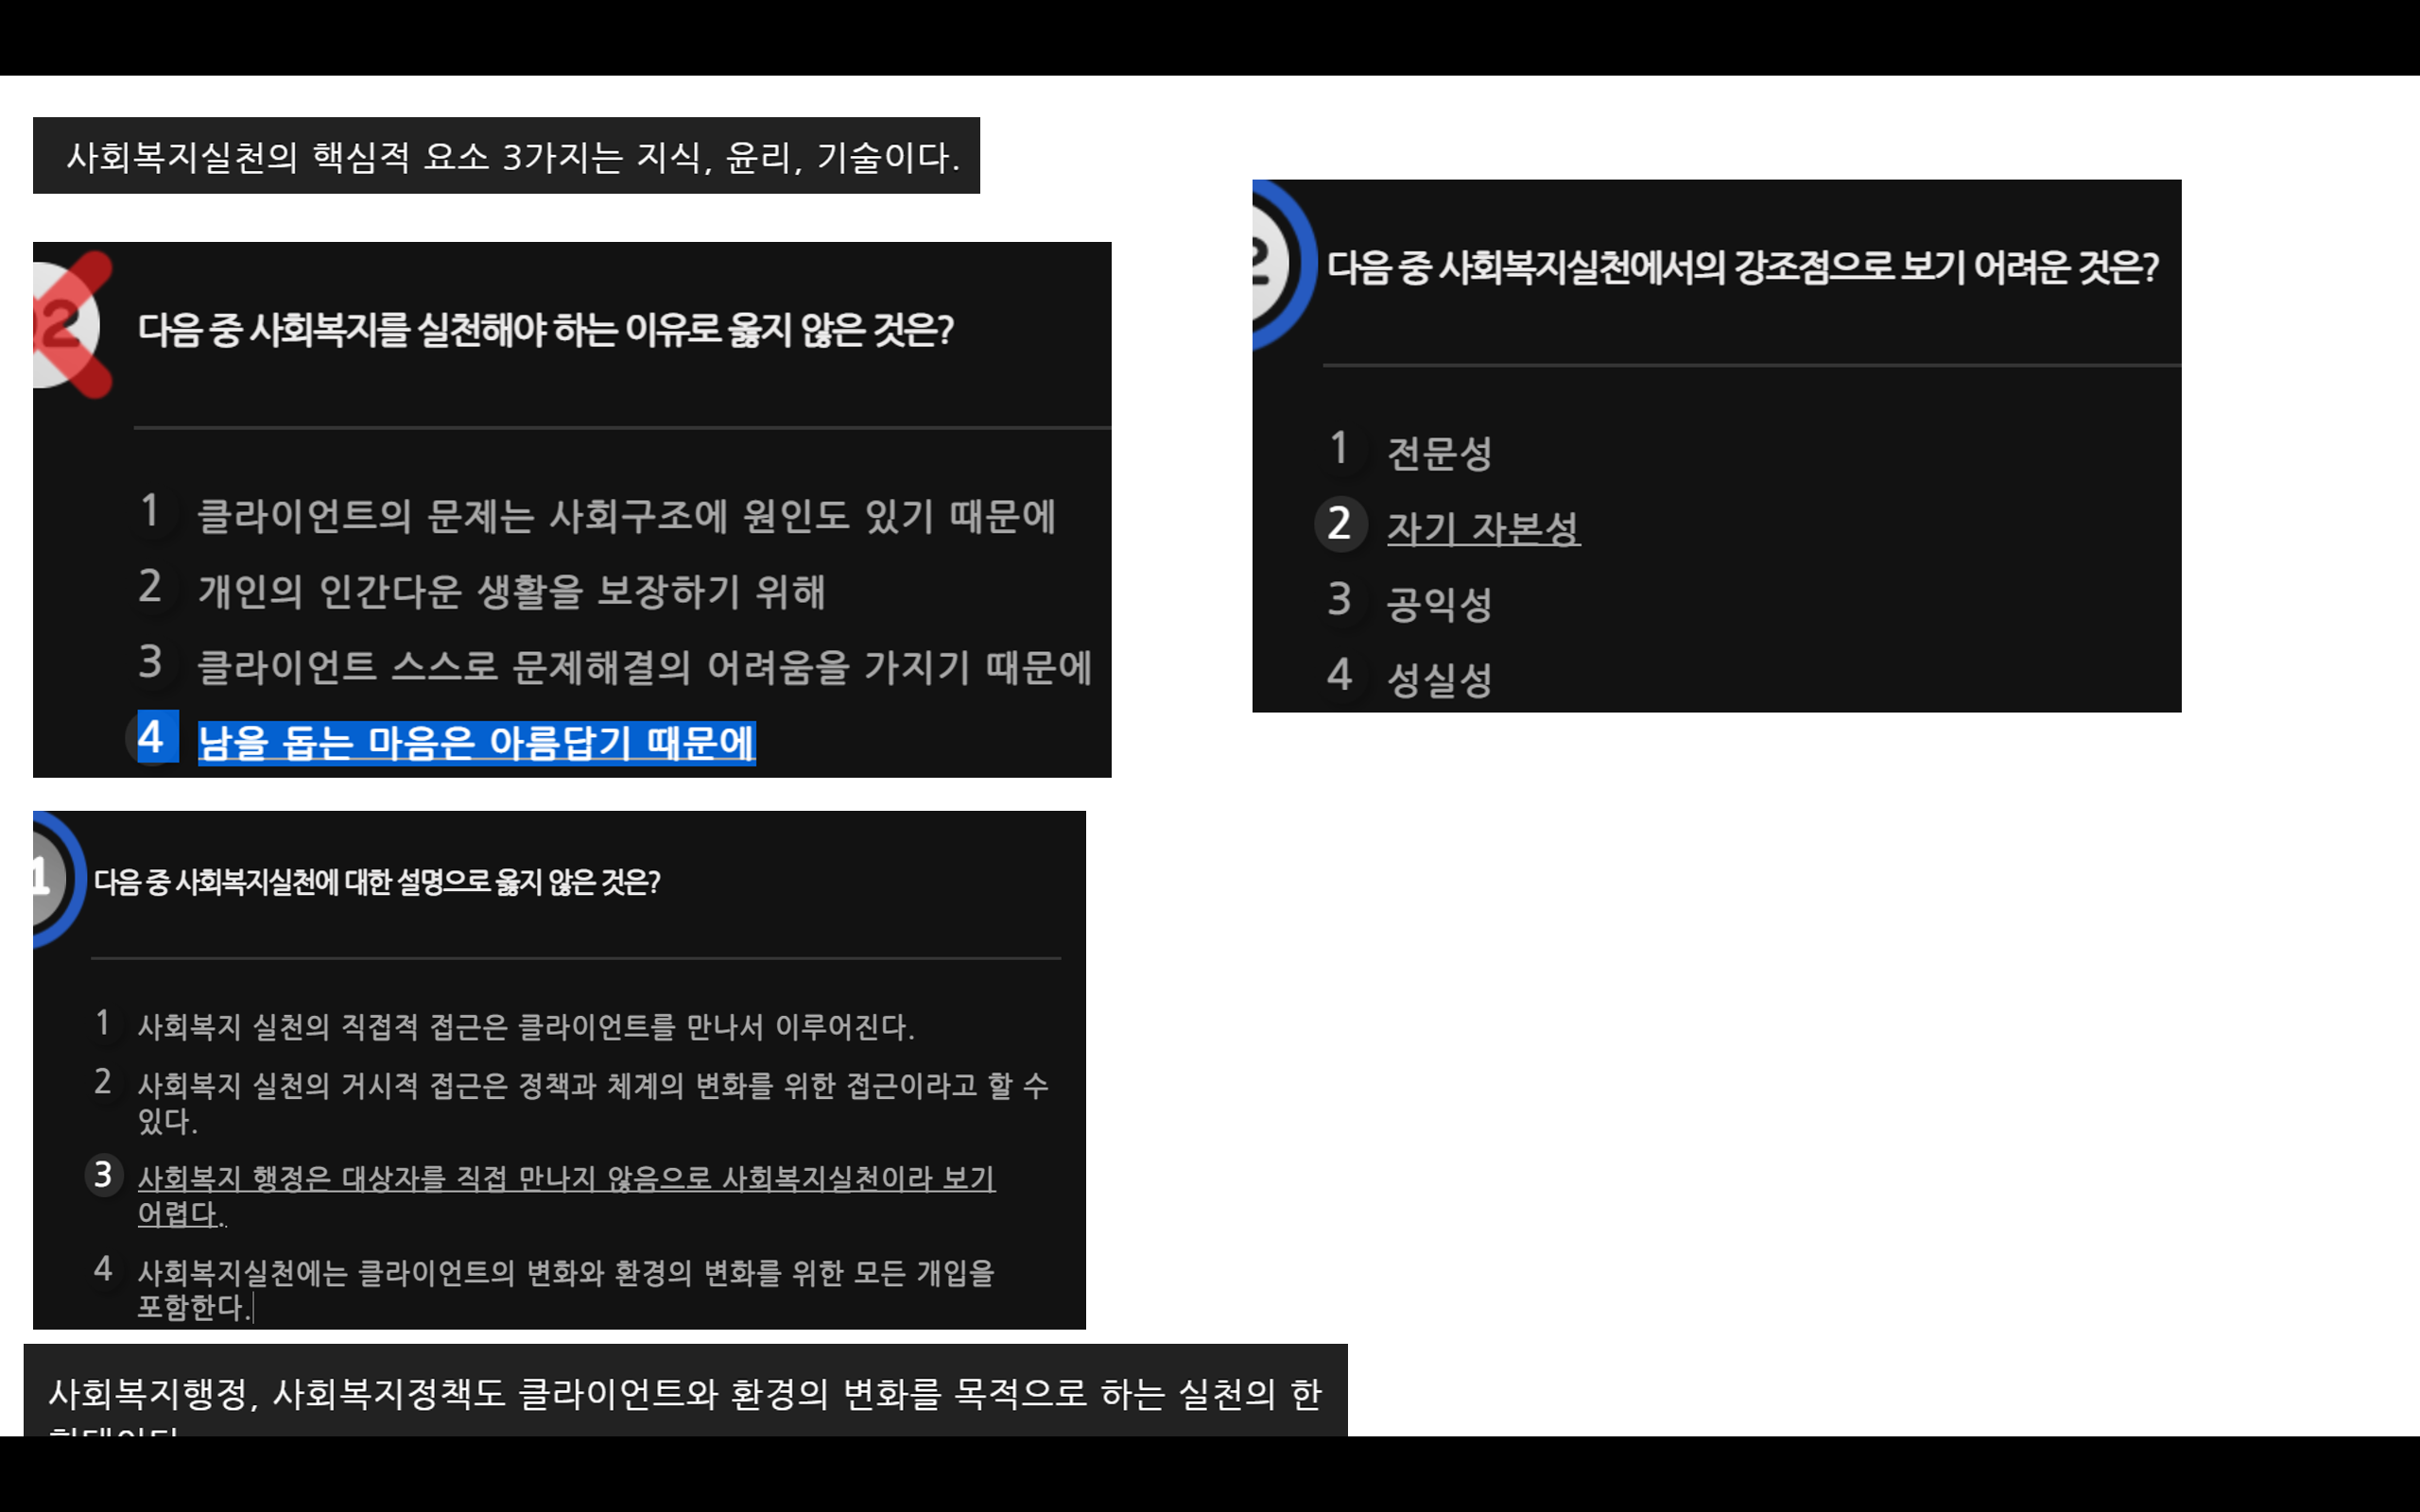 사회복지실천의 핵심적 요소 3가지는 지식, 윤리, 기술이다.
2
다음 중 사회복지를 실천해야 하는 이유로 옳지 않은 것은?
1 클라이언트의 문제는 사회구조에 원인도 있기 때문에
2 개인의 인간다운 생활을 보장하기 위해
3 클라이언트 스스로 문제해결의 어려움을 가지기 때문에
4 남을 돕는 마음은 아름답기 때문에
1
다음 중 사회복지실천에 대한 설명으로 옳지 않은 것은?
1 사회복지 실천의 직접적 접근은 클라이언트를 만나서 이루어진다.
2 사회복지 실천의 거시적 접근은 정책과 체계의 변화를 위한 접근이라고 할 수
있다.
3 사회복지 행정은 대상자를 직접 만나지 않음으로 사회복지실천이라 보기
어렵다.
4 사회복지실천에는 클라이언트의 변화와 환경의 변화를 위한 모든 개입을
포함한다.
사회복지행정, 사회복지정책도 클라이언트와 환경의 변화를 목적으로 하는 실천의 한
2
다음 중 사회복지실천에서의 강조점으로 보기 어려운 것은?
1 전문성
2 자기 자본성
3 공익성
4 성실성